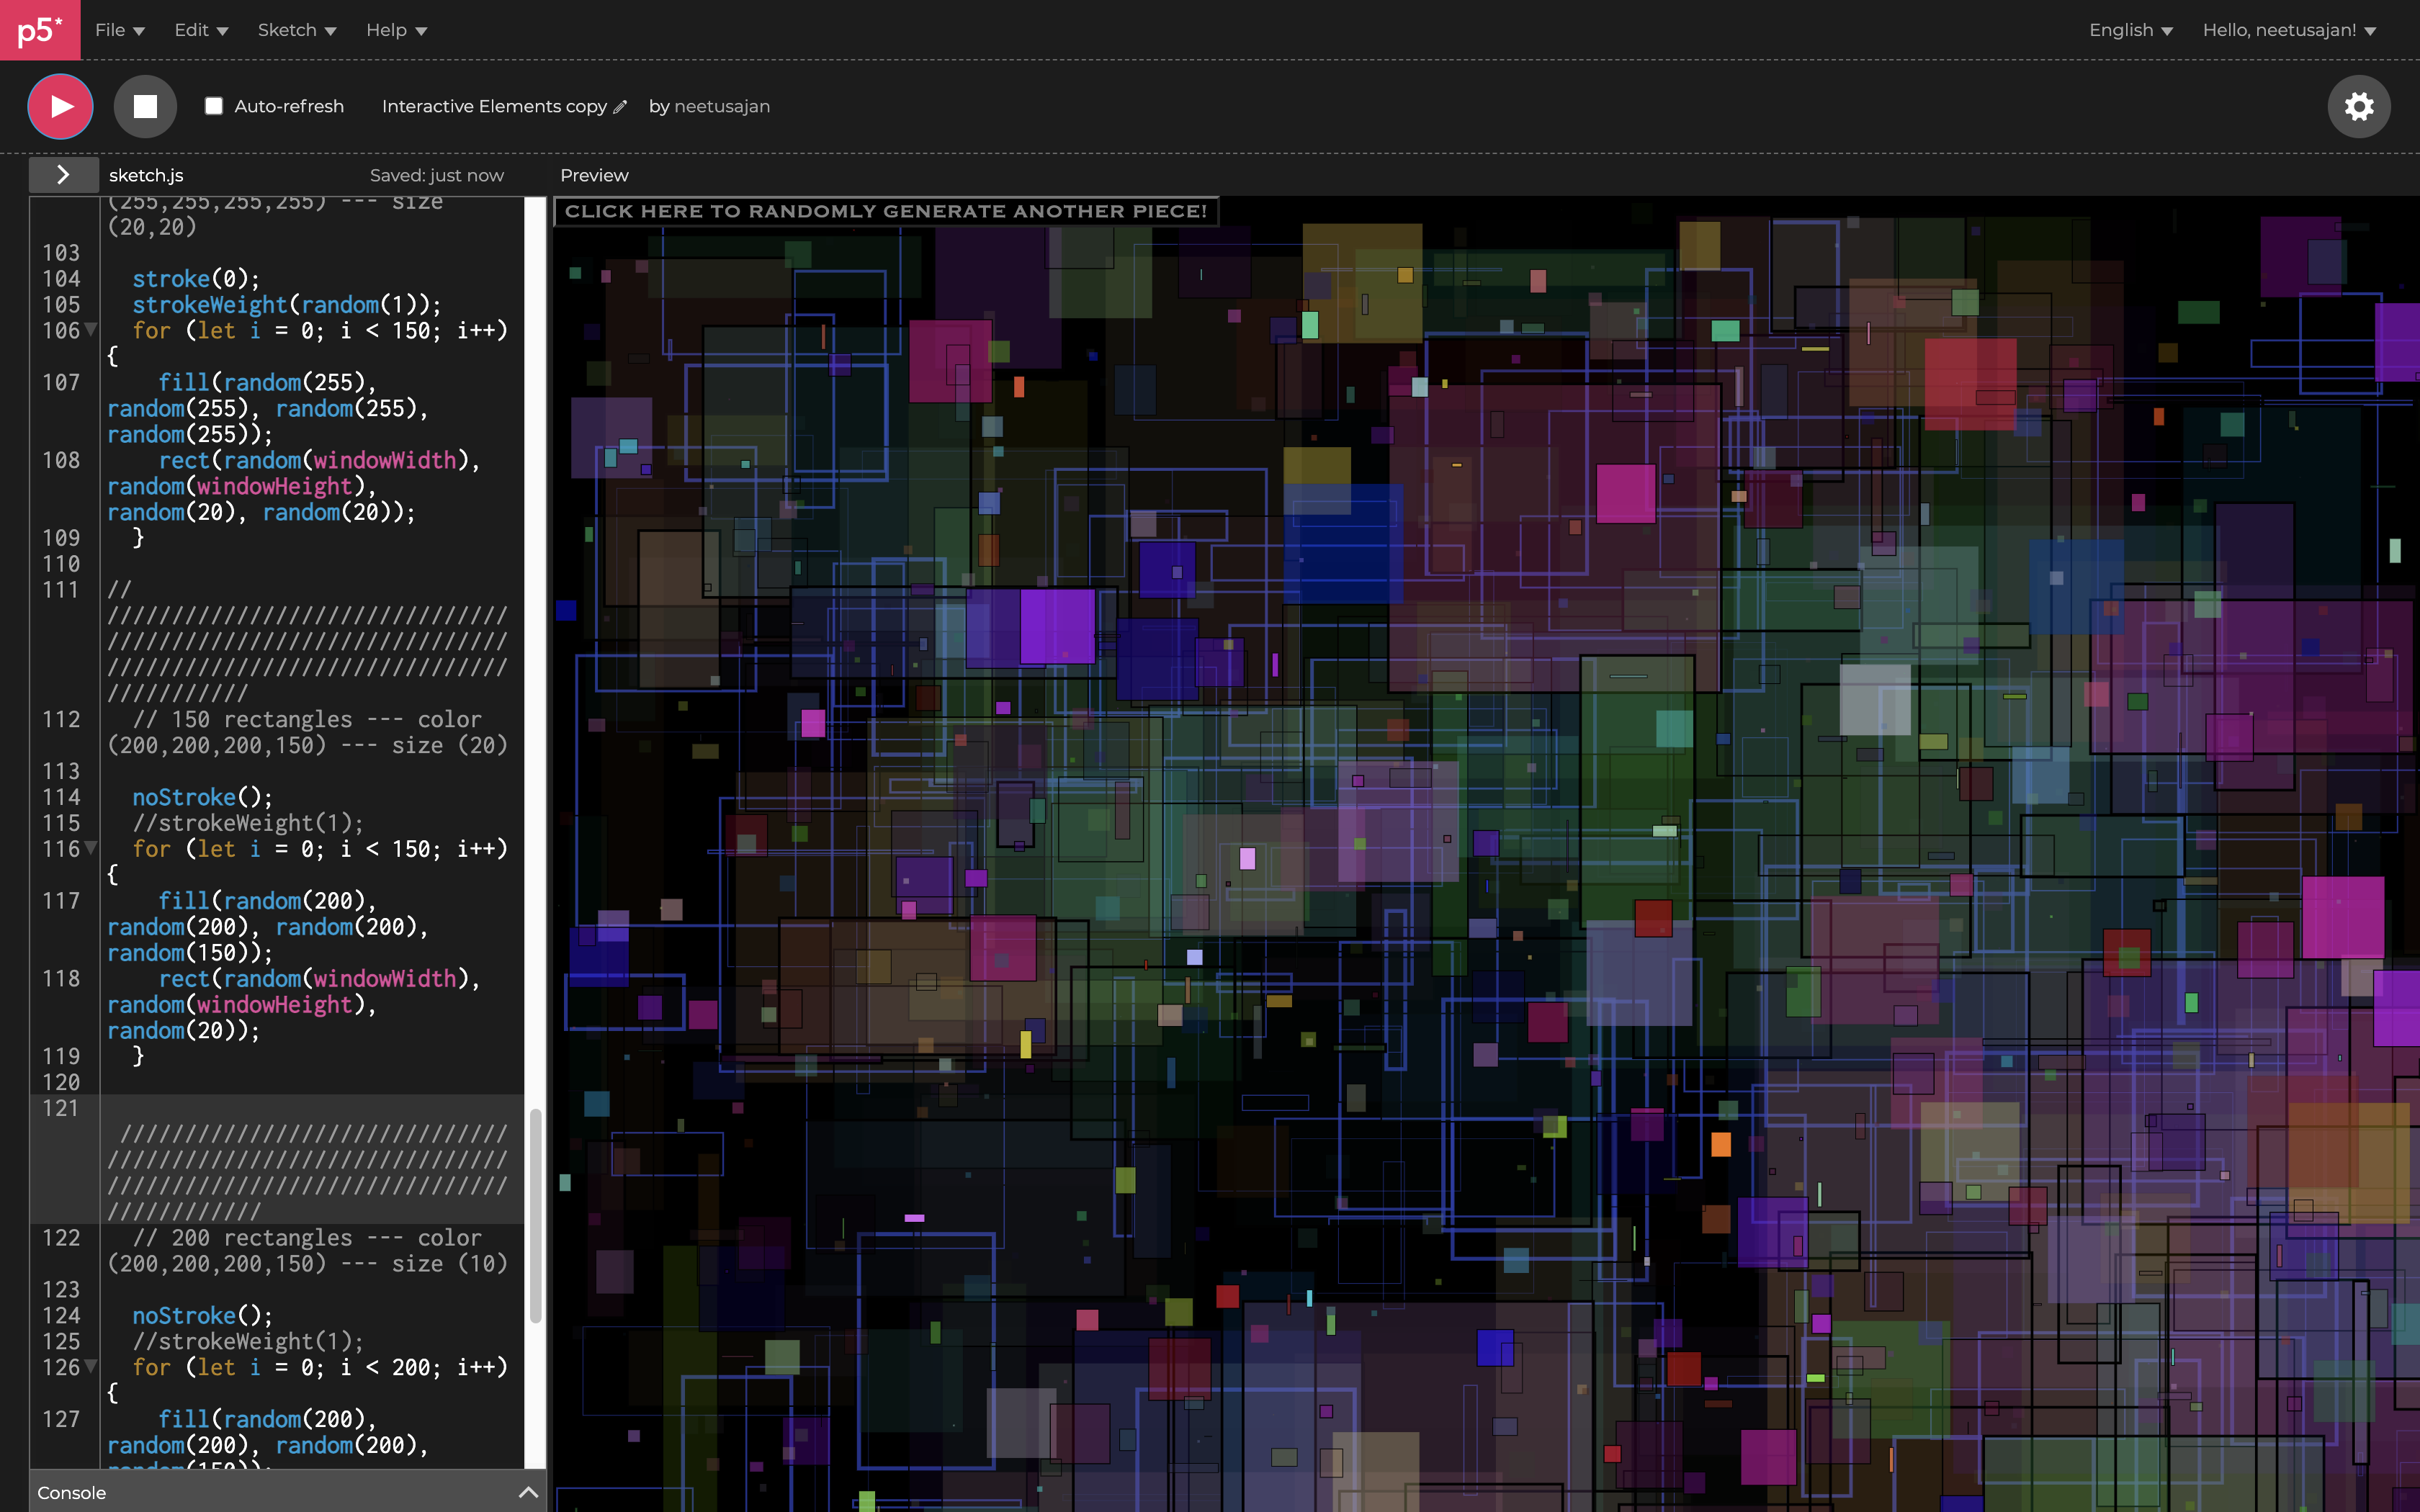 p5* File Edit Sketch Help English Hello, neetusajan!
Auto-refresh Interactive Elements copy by neetusajan
sketch.js Saved: just now Preview
CLICK HERE TO RANDOMLY GENERATE ANOTHER PIECE!
(255,255,255,255) --- size
(20,20)
103
104 stroke(0);
105 strokeWeight(random(1));
106 for (let i = 0; i < 150; i++)
{
107 fill(random(255),
random(255), random(255),
random(255));
108 rect(random(windowWidth),
random(windowHeight),
random(20), random(20));
109 }
110
111 //
///////////////////////////////
///////////////////////////////
///////////////////////////////
///////////
112 // 150 rectangles --- color
(200,200,200,150) --- size (20)
113
114 noStroke();
115 //strokeWeight(1);
116 for (let i = 0; i < 150; i++)
{
117 fill(random(200),
random(200), random(200),
random(150));
118 rect(random(windowWidth),
random(windowHeight),
random(20));
119 }
120
121
//////////////////////////////
///////////////////////////////
///////////////////////////////
////////////
122 // 200 rectangles --- color
(200,200,200,150) --- size (10)
123
124 noStroke();
125 //strokeWeight(1);
126 for (let i = 0; i < 200; i++)
{
127 fill(random(200),
random(200), random(200),
random(150));
Console